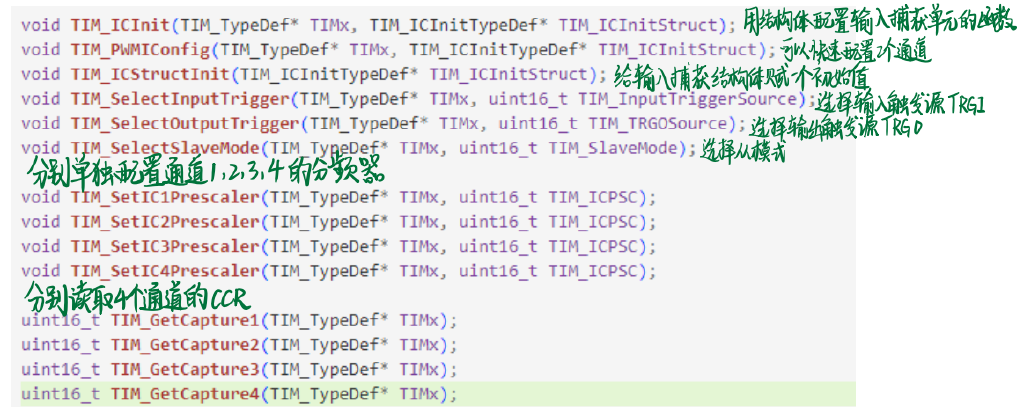 void TIM_ICInit(TIM_TypeDef* TIMx, TIM_ICInitTypeDef* TIM_ICInitStruct); 用结构体配置输入捕获单元的函数
void TIM_PWMIConfig(TIM_TypeDef* TIMx, TIM_ICInitTypeDef* TIM_ICInitStruct); 可以快速配置2个通道
void TIM_ICStructInit(TIM_ICInitTypeDef* TIM_ICInitStruct); 给输入捕获结构体赋一个初始值
void TIM_SelectInputTrigger(TIM_TypeDef* TIMx, uint16_t TIM_InputTriggerSource); 选择输入触发源TRGI
void TIM_SelectOutputTrigger(TIM_TypeDef* TIMx, uint16_t TIM_TRGOSource); 选择输出触发源TRGO
void TIM_SelectSlaveMode(TIM_TypeDef* TIMx, uint16_t TIM_SlaveMode); 选择从模式
分别单独配置通道1,2,3,4的分频器
void TIM_SetIC1Prescaler(TIM_TypeDef* TIMx, uint16_t TIM_ICPSC);
void TIM_SetIC2Prescaler(TIM_TypeDef* TIMx, uint16_t TIM_ICPSC);
void TIM_SetIC3Prescaler(TIM_TypeDef* TIMx, uint16_t TIM_ICPSC);
void TIM_SetIC4Prescaler(TIM_TypeDef* TIMx, uint16_t TIM_ICPSC);
分别读取4个通道的CCR
uint16_t TIM_GetCapture1(TIM_TypeDef* TIMx);
uint16_t TIM_GetCapture2(TIM_TypeDef* TIMx);
uint16_t TIM_GetCapture3(TIM_TypeDef* TIMx);
uint16_t TIM_GetCapture4(TIM_TypeDef* TIMx);